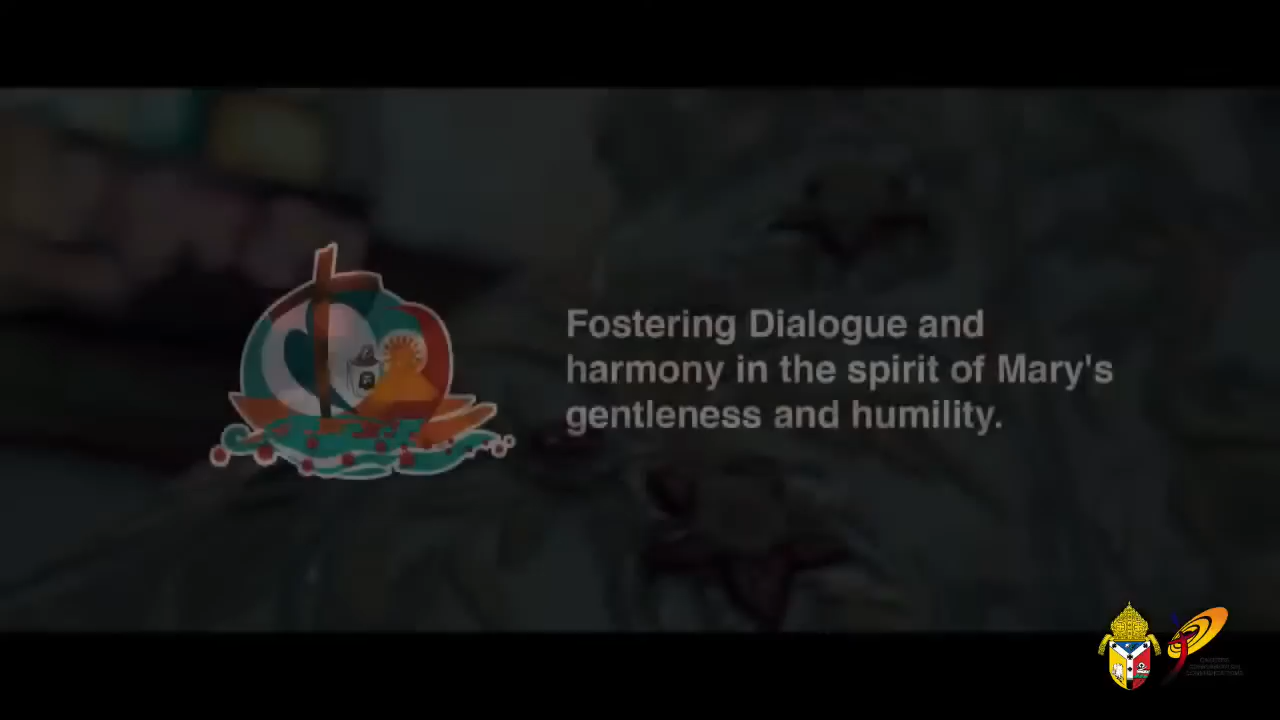 Fostering Dialogue and
harmony in the spirit of Mary's
gentleness and humility.